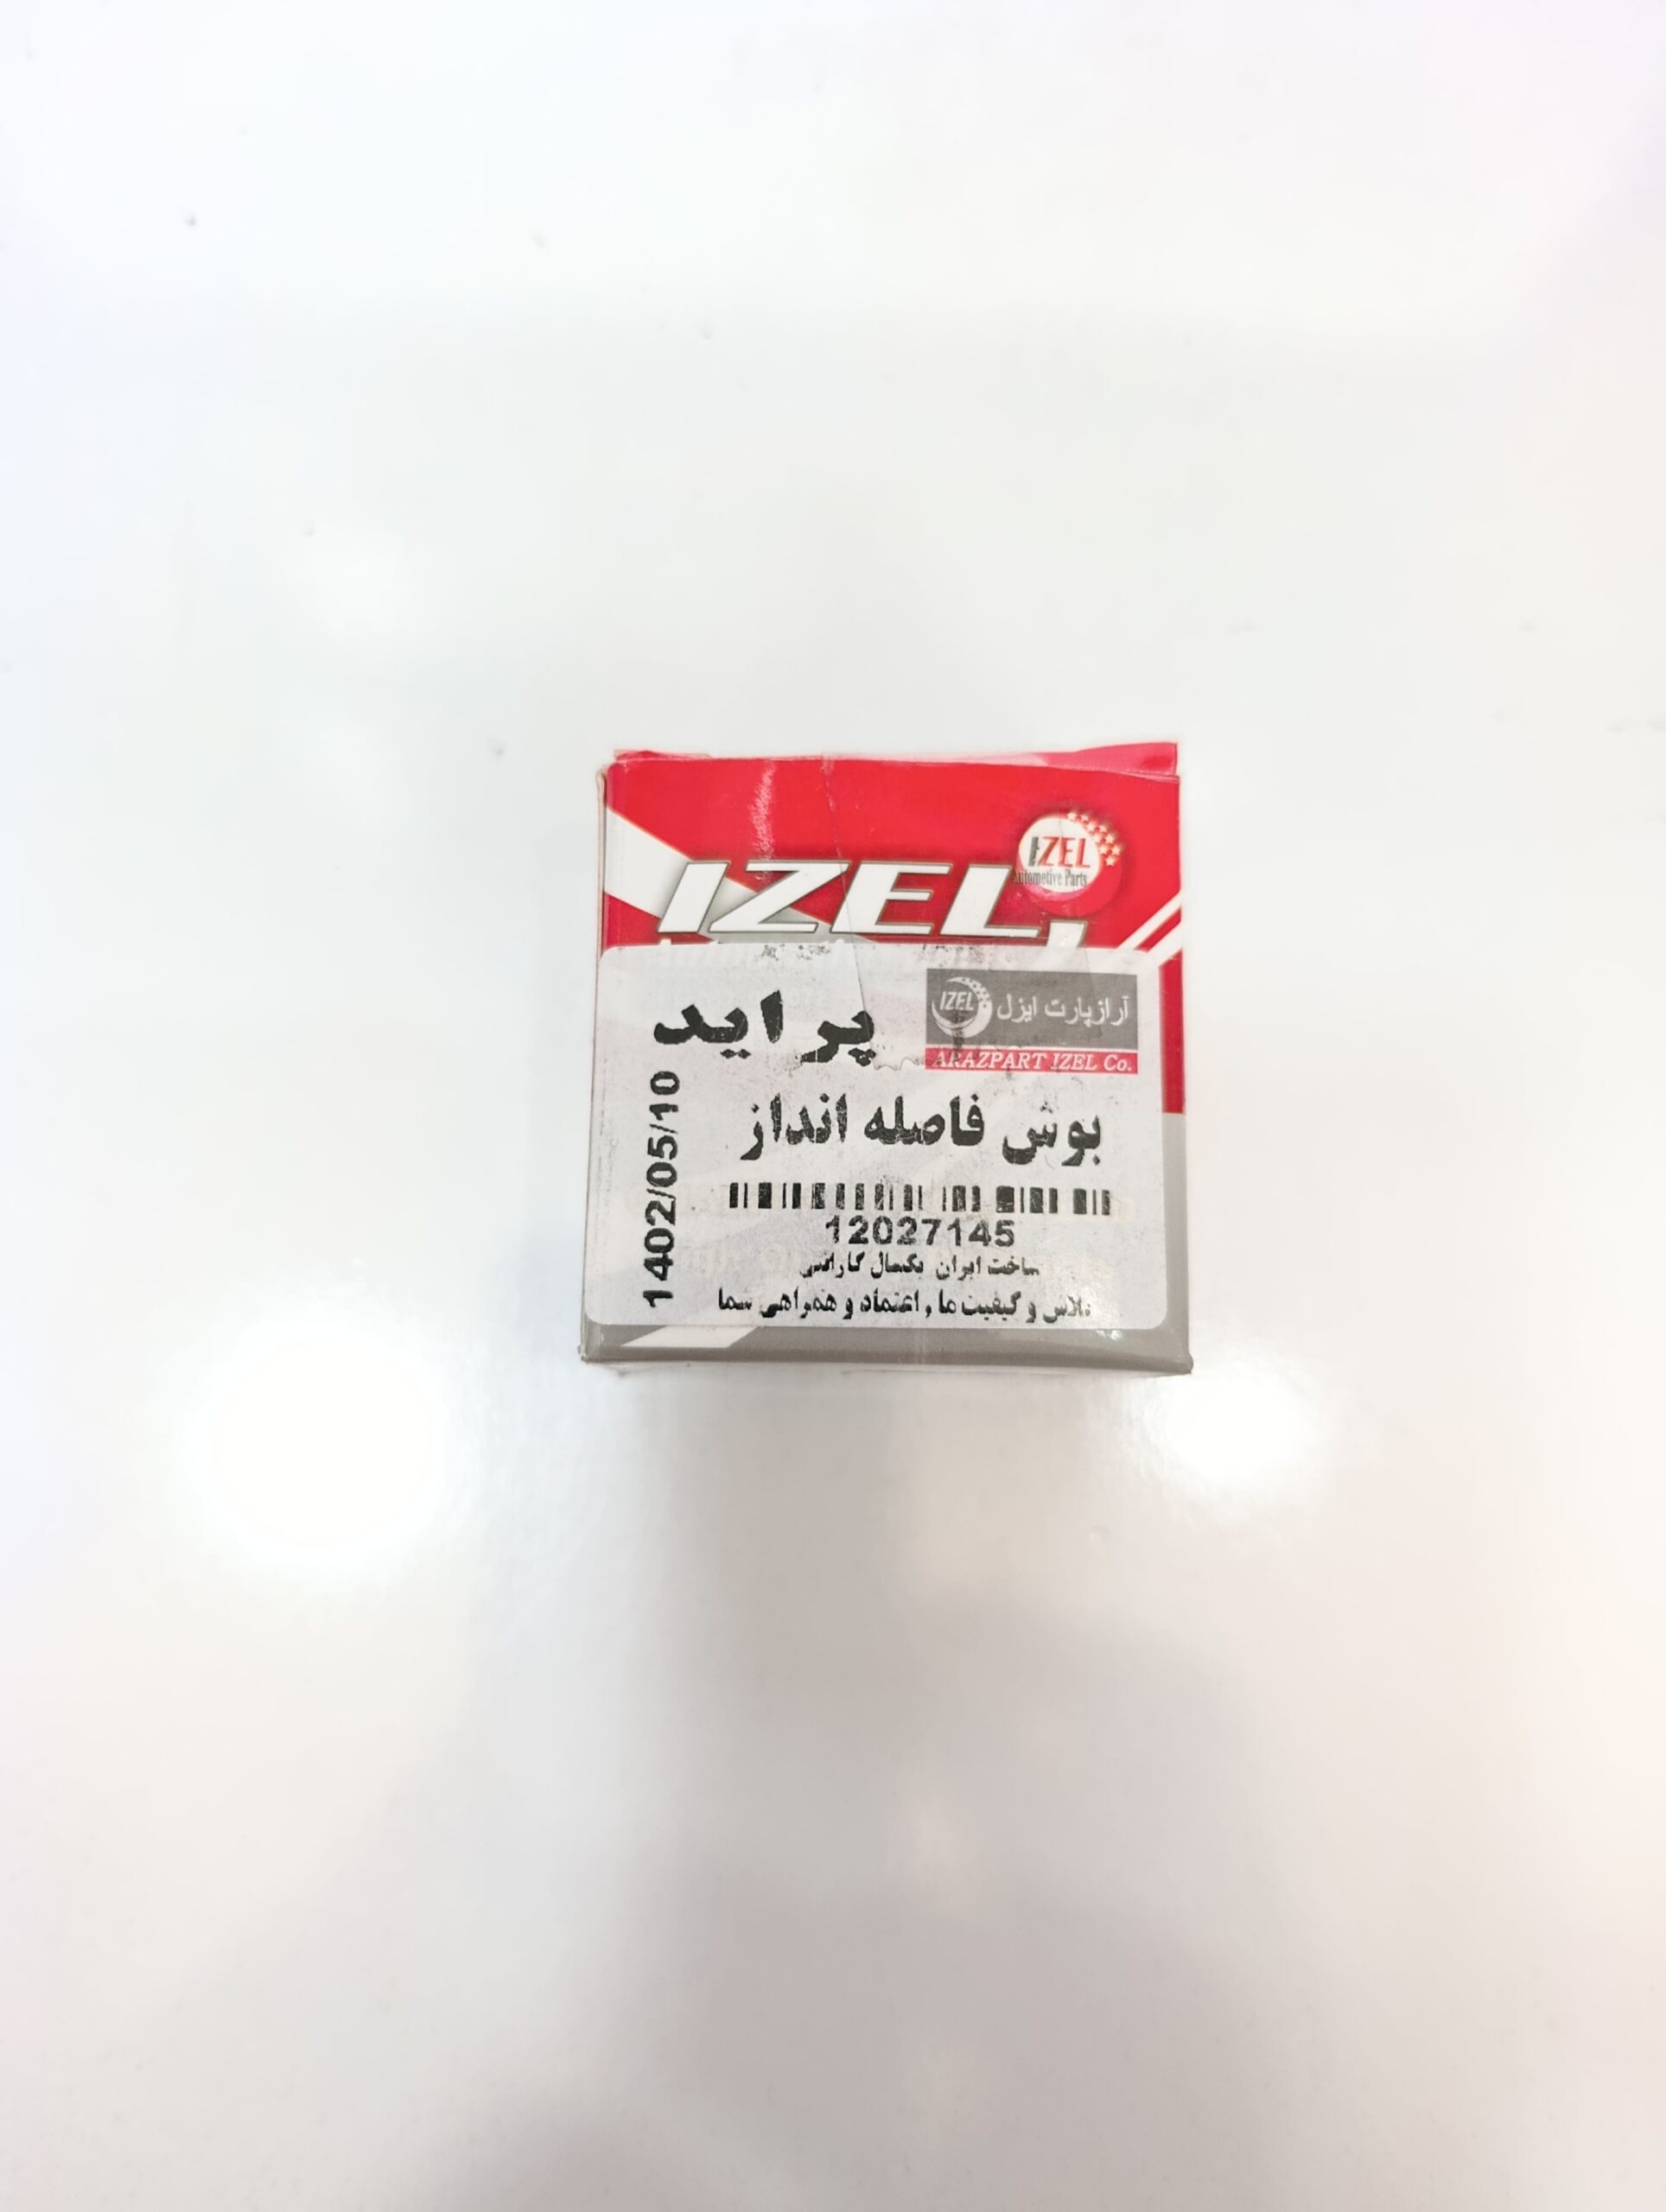 IZEL
Automotive Parts
IZEL
IZEL
آرازپارت ایزل
ARAZPART IZEL Co.
پراید
بوش فاصله انداز
12027145
ساخت ایران یکسال گارانتی
تلاش و کیفیت ما , اعتماد و همراهی شما
1402/05/10